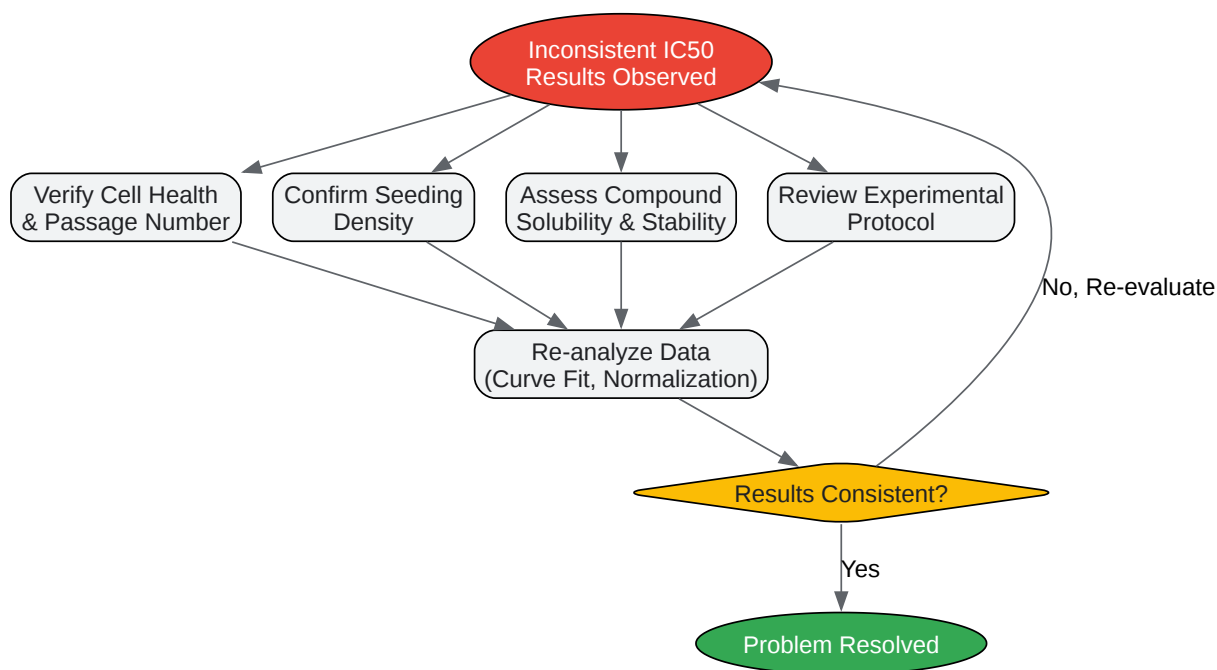 Inconsistent IC50
Results Observed
Verify Cell Health
& Passage Number
Confirm Seeding
Density
Assess Compound
Solubility & Stability
Review Experimental
Protocol
No, Re-evaluate
Re-analyze Data
(Curve Fit, Normalization)
Results Consistent?
Yes
Problem Resolved